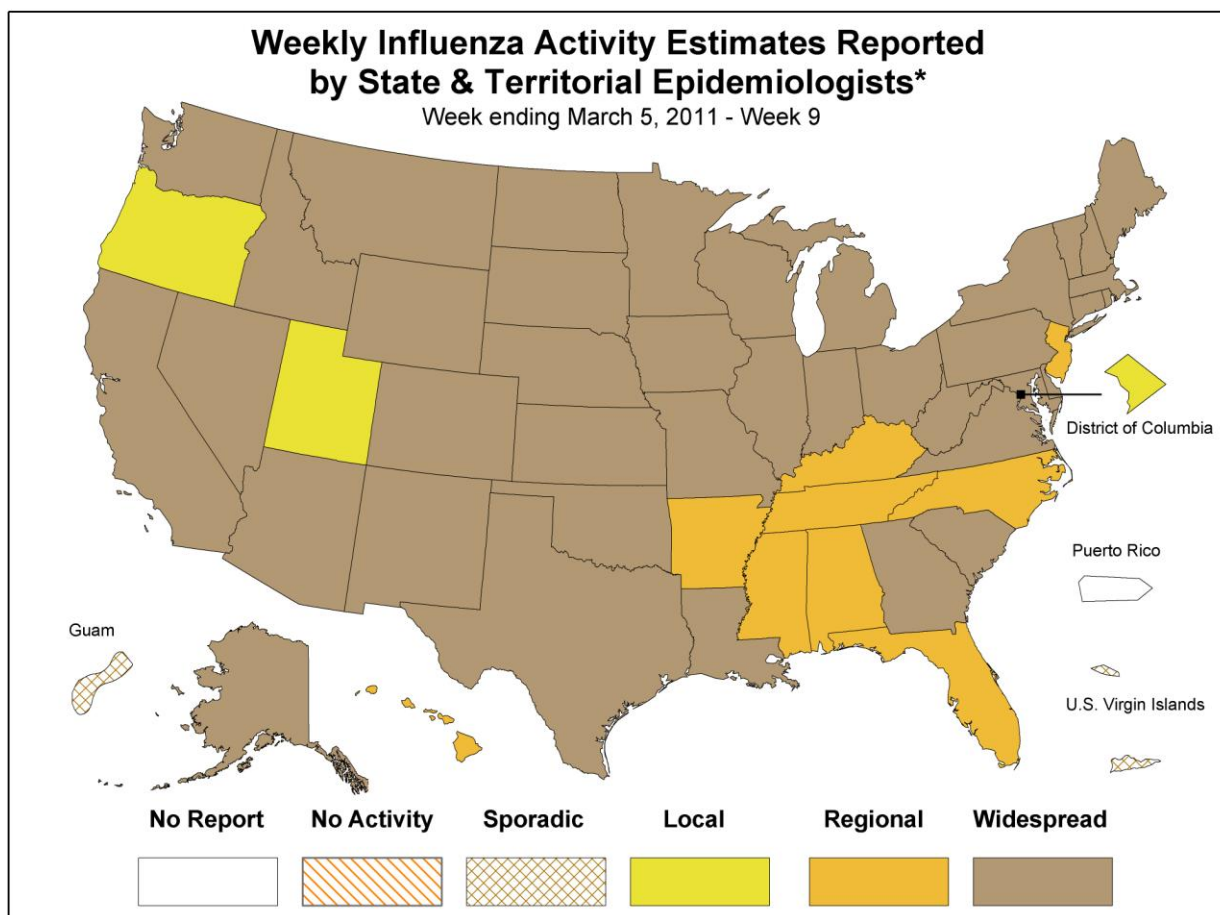 Weekly Influenza Activity Estimates Reported
by State & Territorial Epidemiologists*
Week ending March 5, 2011 - Week 9
District of Columbia
Puerto Rico
Guam
U.S. Virgin Islands
No Report
No Activity
Sporadic
Local
Regional
Widespread